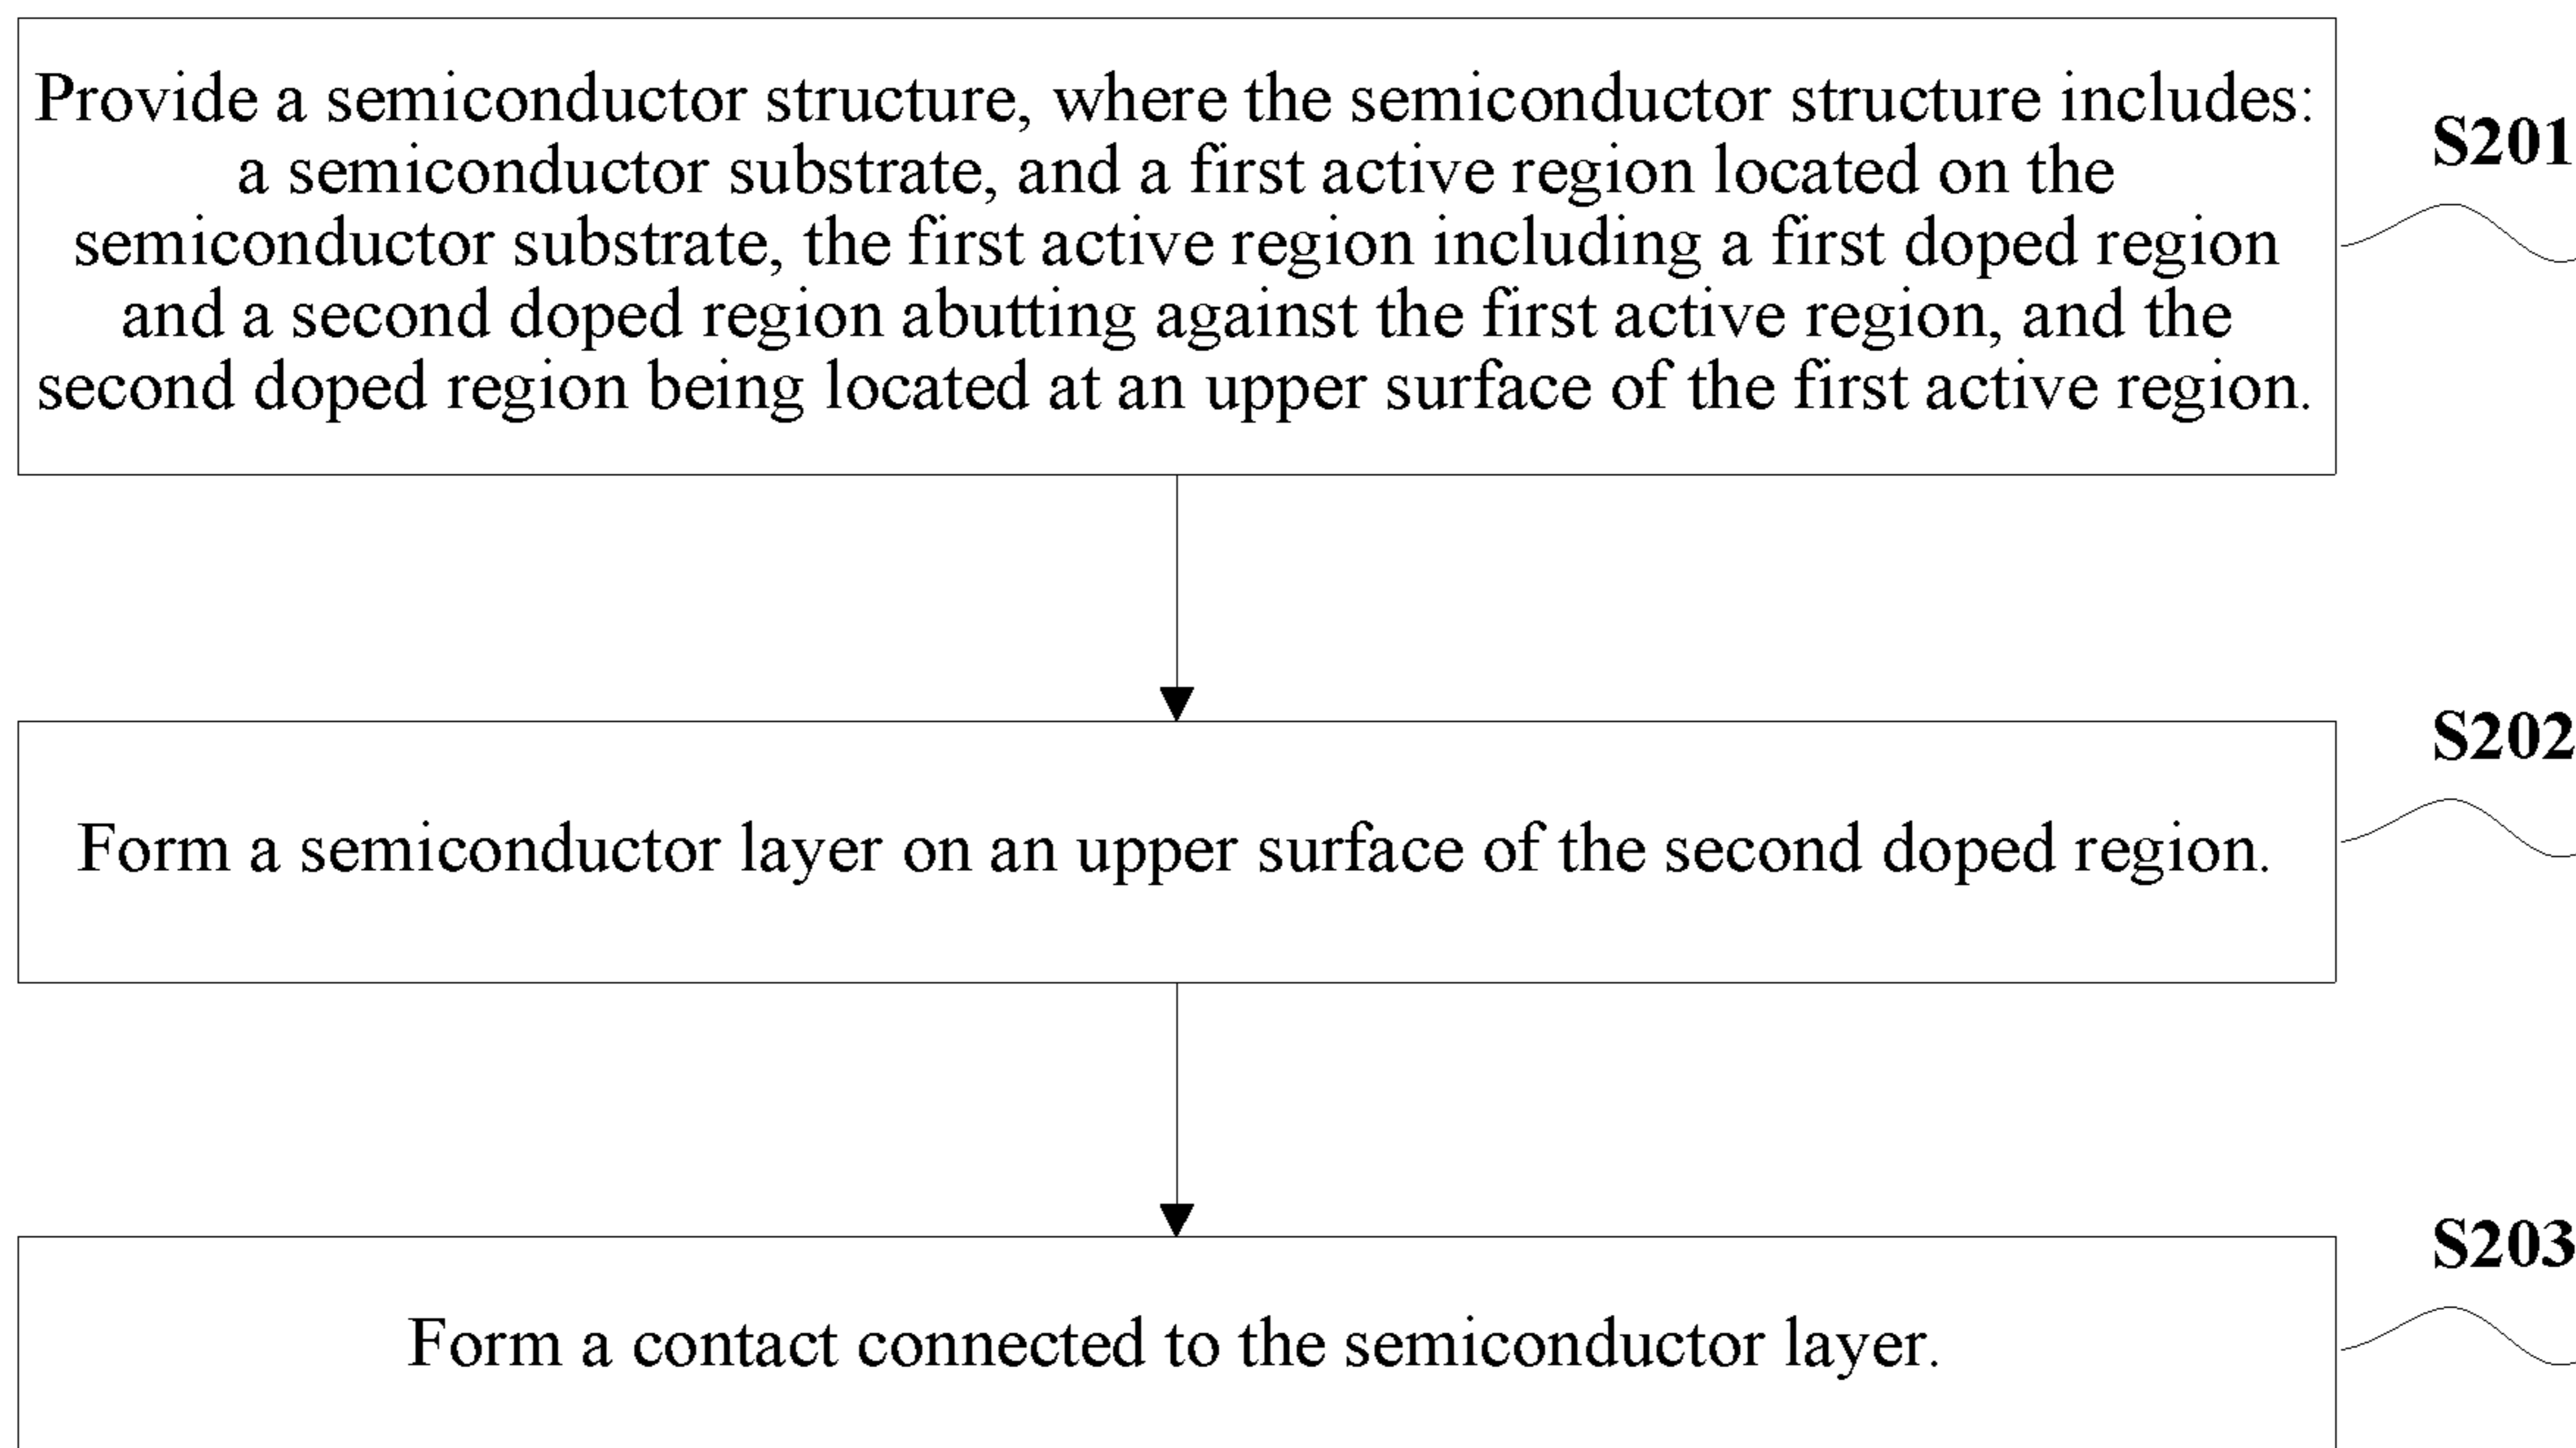 Provide a semiconductor structure, where the semiconductor structure includes:
a semiconductor substrate, and a first active region located on the
semiconductor substrate, the first active region including a first doped region
and a second doped region abutting against the first active region, and the
second doped region being located at an upper surface of the first active region.
S201
Form a semiconductor layer on an upper surface of the second doped region.
S202
Form a contact connected to the semiconductor layer.
S203